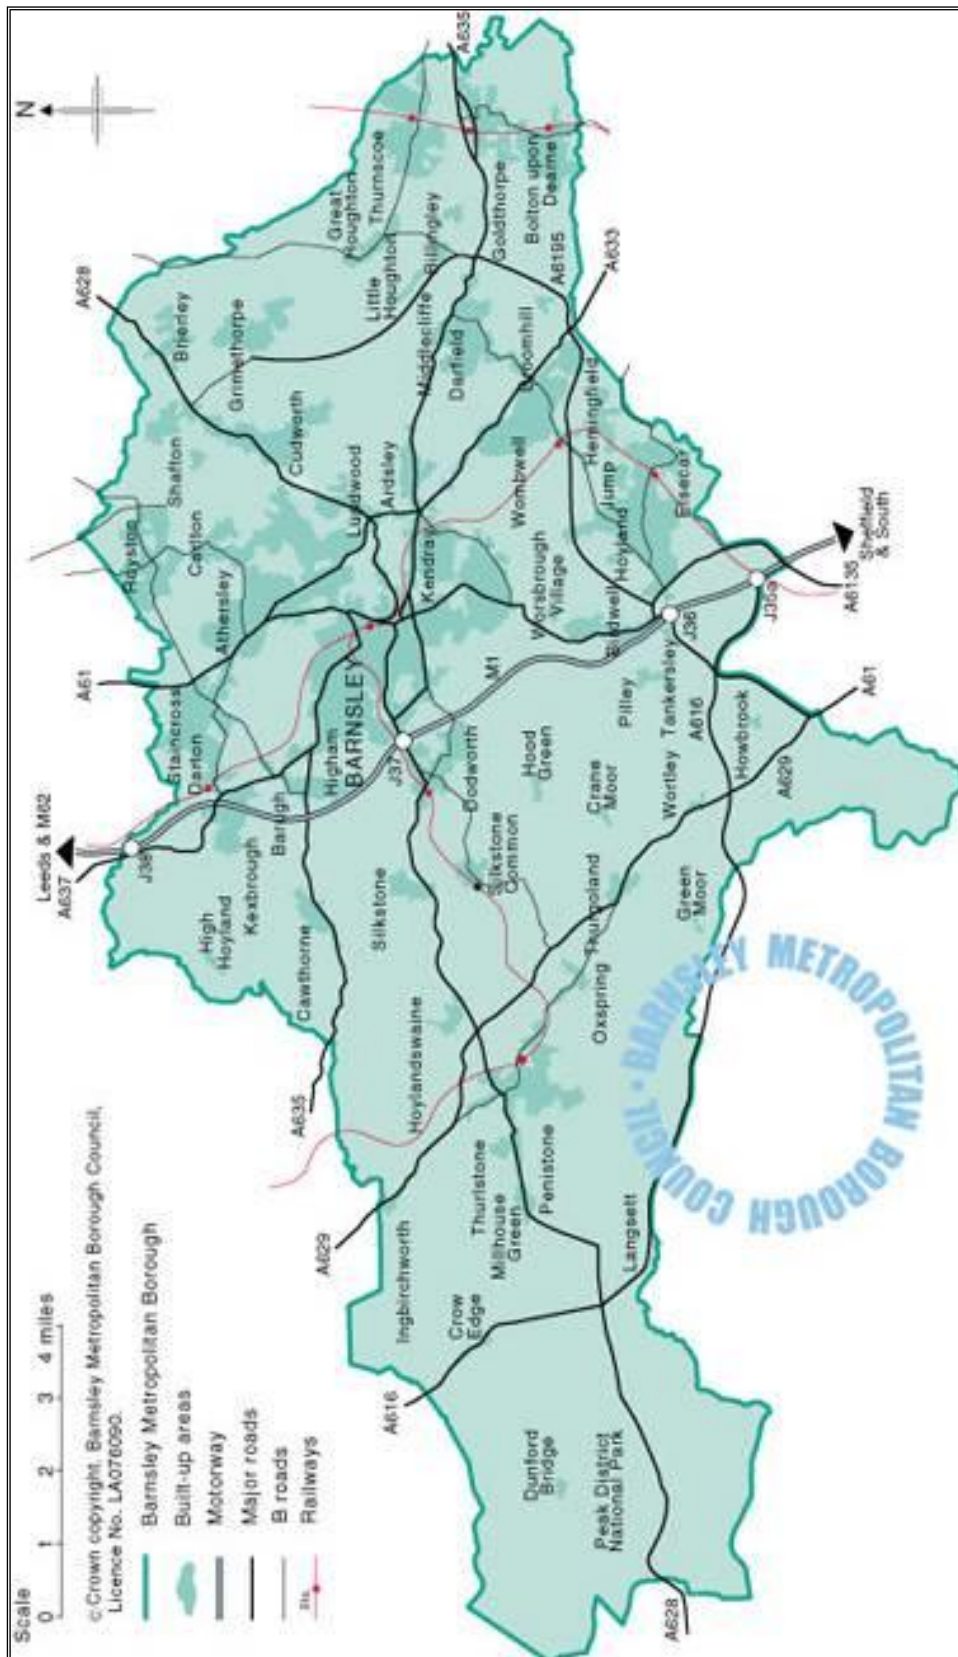 Scale
0 1 2 3 4 miles
© Crown copyright. Barnsley Metropolitan Borough Council,
Licence No. LA076090.
Barnsley Metropolitan Borough
Built-up areas
Motorway
Major roads
B roads
Stn.
Railways
N
Leeds & M62
A637
J38
A61
A628
A635
A635
A629
A616
A628
Staincross
Darton
High
Hoyland
Kexbrough
Barugh
Higham
Cawthorne
Royston
Carlton
Athersley
Shafton
Brierley
Grimethorpe
Cudworth
Lundwood
Ardsley
Great
Houghton
Thurnscoe
Little
Houghton
Billingley
Middlecliffe
Darfield
Goldthorpe
Bolton upon
Dearne
A6195
A633
Broomhill
BARNSLEY
J37
Kendray
Silkstone
Dodworth
Silkstone
Common
M1
Hood
Green
Worsbrough
Village
Wombwell
Hemingfield
Jump
Elsecar
Hoyland
Birdwell
Pilley
Tankersley
J36
J35a
A6135
Sheffield
& South
Crane
Moor
Wortley
A616
Howbrook
A61
A629
Thurgoland
Green
Moor
Oxspring
Hoylandswaine
Ingbirchworth
Thurlstone
Millhouse
Green
Penistone
Crow
Edge
Langsett
Dunford
Bridge
Peak District
National Park
BARNSLEY METROPOLITAN BOROUGH COUNCIL •